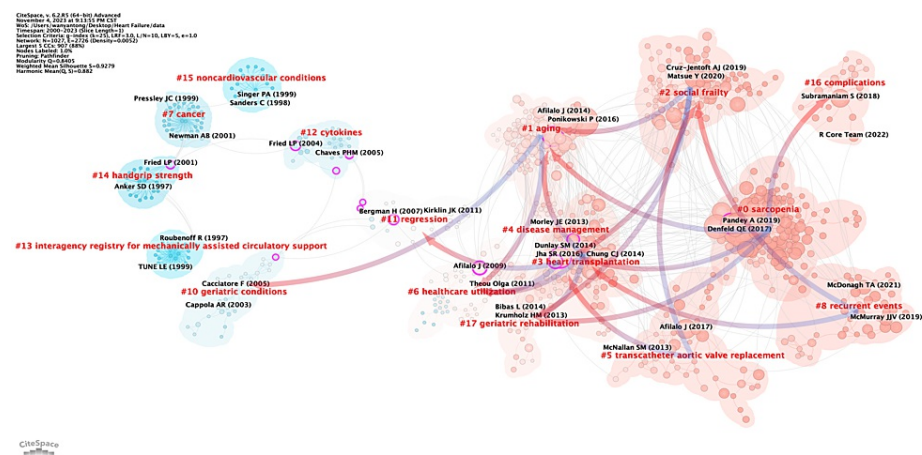 CiteSpace, v. 6.2.R5 (64-bit) Advanced
November 4, 2023 at 9:13:55 PM CST
WoS: /Users/wanyantong/Desktop/Heart Failure/data
Timespan: 2000-2023 (Slice Length=1)
Selection Criteria: g-index (k=25), LRF=3.0, L/N=10, LBY=5, e=1.0
Network: N=1027, E=2726 (Density=0.0052)
Largest 5 CCs: 907 (88%)
Nodes Labeled: 1.0%
Pruning: Pathfinder
Modularity Q=0.8405
Weighted Mean Silhouette S=0.9279
Harmonic Mean(Q, S)=0.882
#15 noncardiovascular conditions
Singer PA (1999)
Sanders C (1998)
Pressley JC (1999)
#7 cancer
Newman AB (2001)
#12 cytokines
Fried LP (2004)
Chaves PHM (2005)
Fried LP (2001)
#14 handgrip strength
Anker SD (1997)
Bergman H (2007)
Kirklin JK (2011)
#11 regression
Roubenoff R (1997)
#13 interagency registry for mechanically assisted circulatory support
TUNE LE (1999)
Cacciatore F (2005)
#10 geriatric conditions
Cappola AR (2003)
Cruz-Jentoft AJ (2019)
Matsue Y (2020)
#2 social frailty
#16 complications
Subramaniam S (2018)
R Core Team (2022)
Afilalo J (2014)
Ponikowski P (2016)
#1 aging
#0 sarcopenia
Pandey A (2019)
Denfeld QE (2017)
Morley JE (2013)
#4 disease management
Dunlay SM (2014)
Jha SR (2016)
Chung CJ (2014)
#3 heart transplantation
Afilalo J (2009)
Theou Olga (2011)
#6 healthcare utilization
Bibas L (2014)
Krumholz HM (2013)
#17 geriatric rehabilitation
McDonagh TA (2021)
#8 recurrent events
McMurray JJV (2019)
Afilalo J (2017)
McNallan SM (2013)
#5 transcatheter aortic valve replacement
CiteSpace